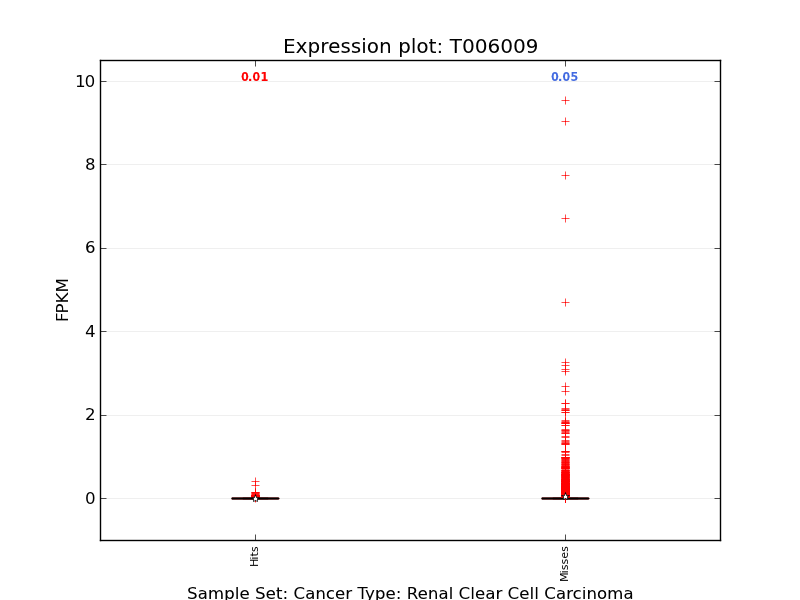 Expression plot: T006009
0.01
0.05
10
8
6
4
2
0
FPKM
Hits
Misses
Sample Set: Cancer Type: Renal Clear Cell Carcinoma